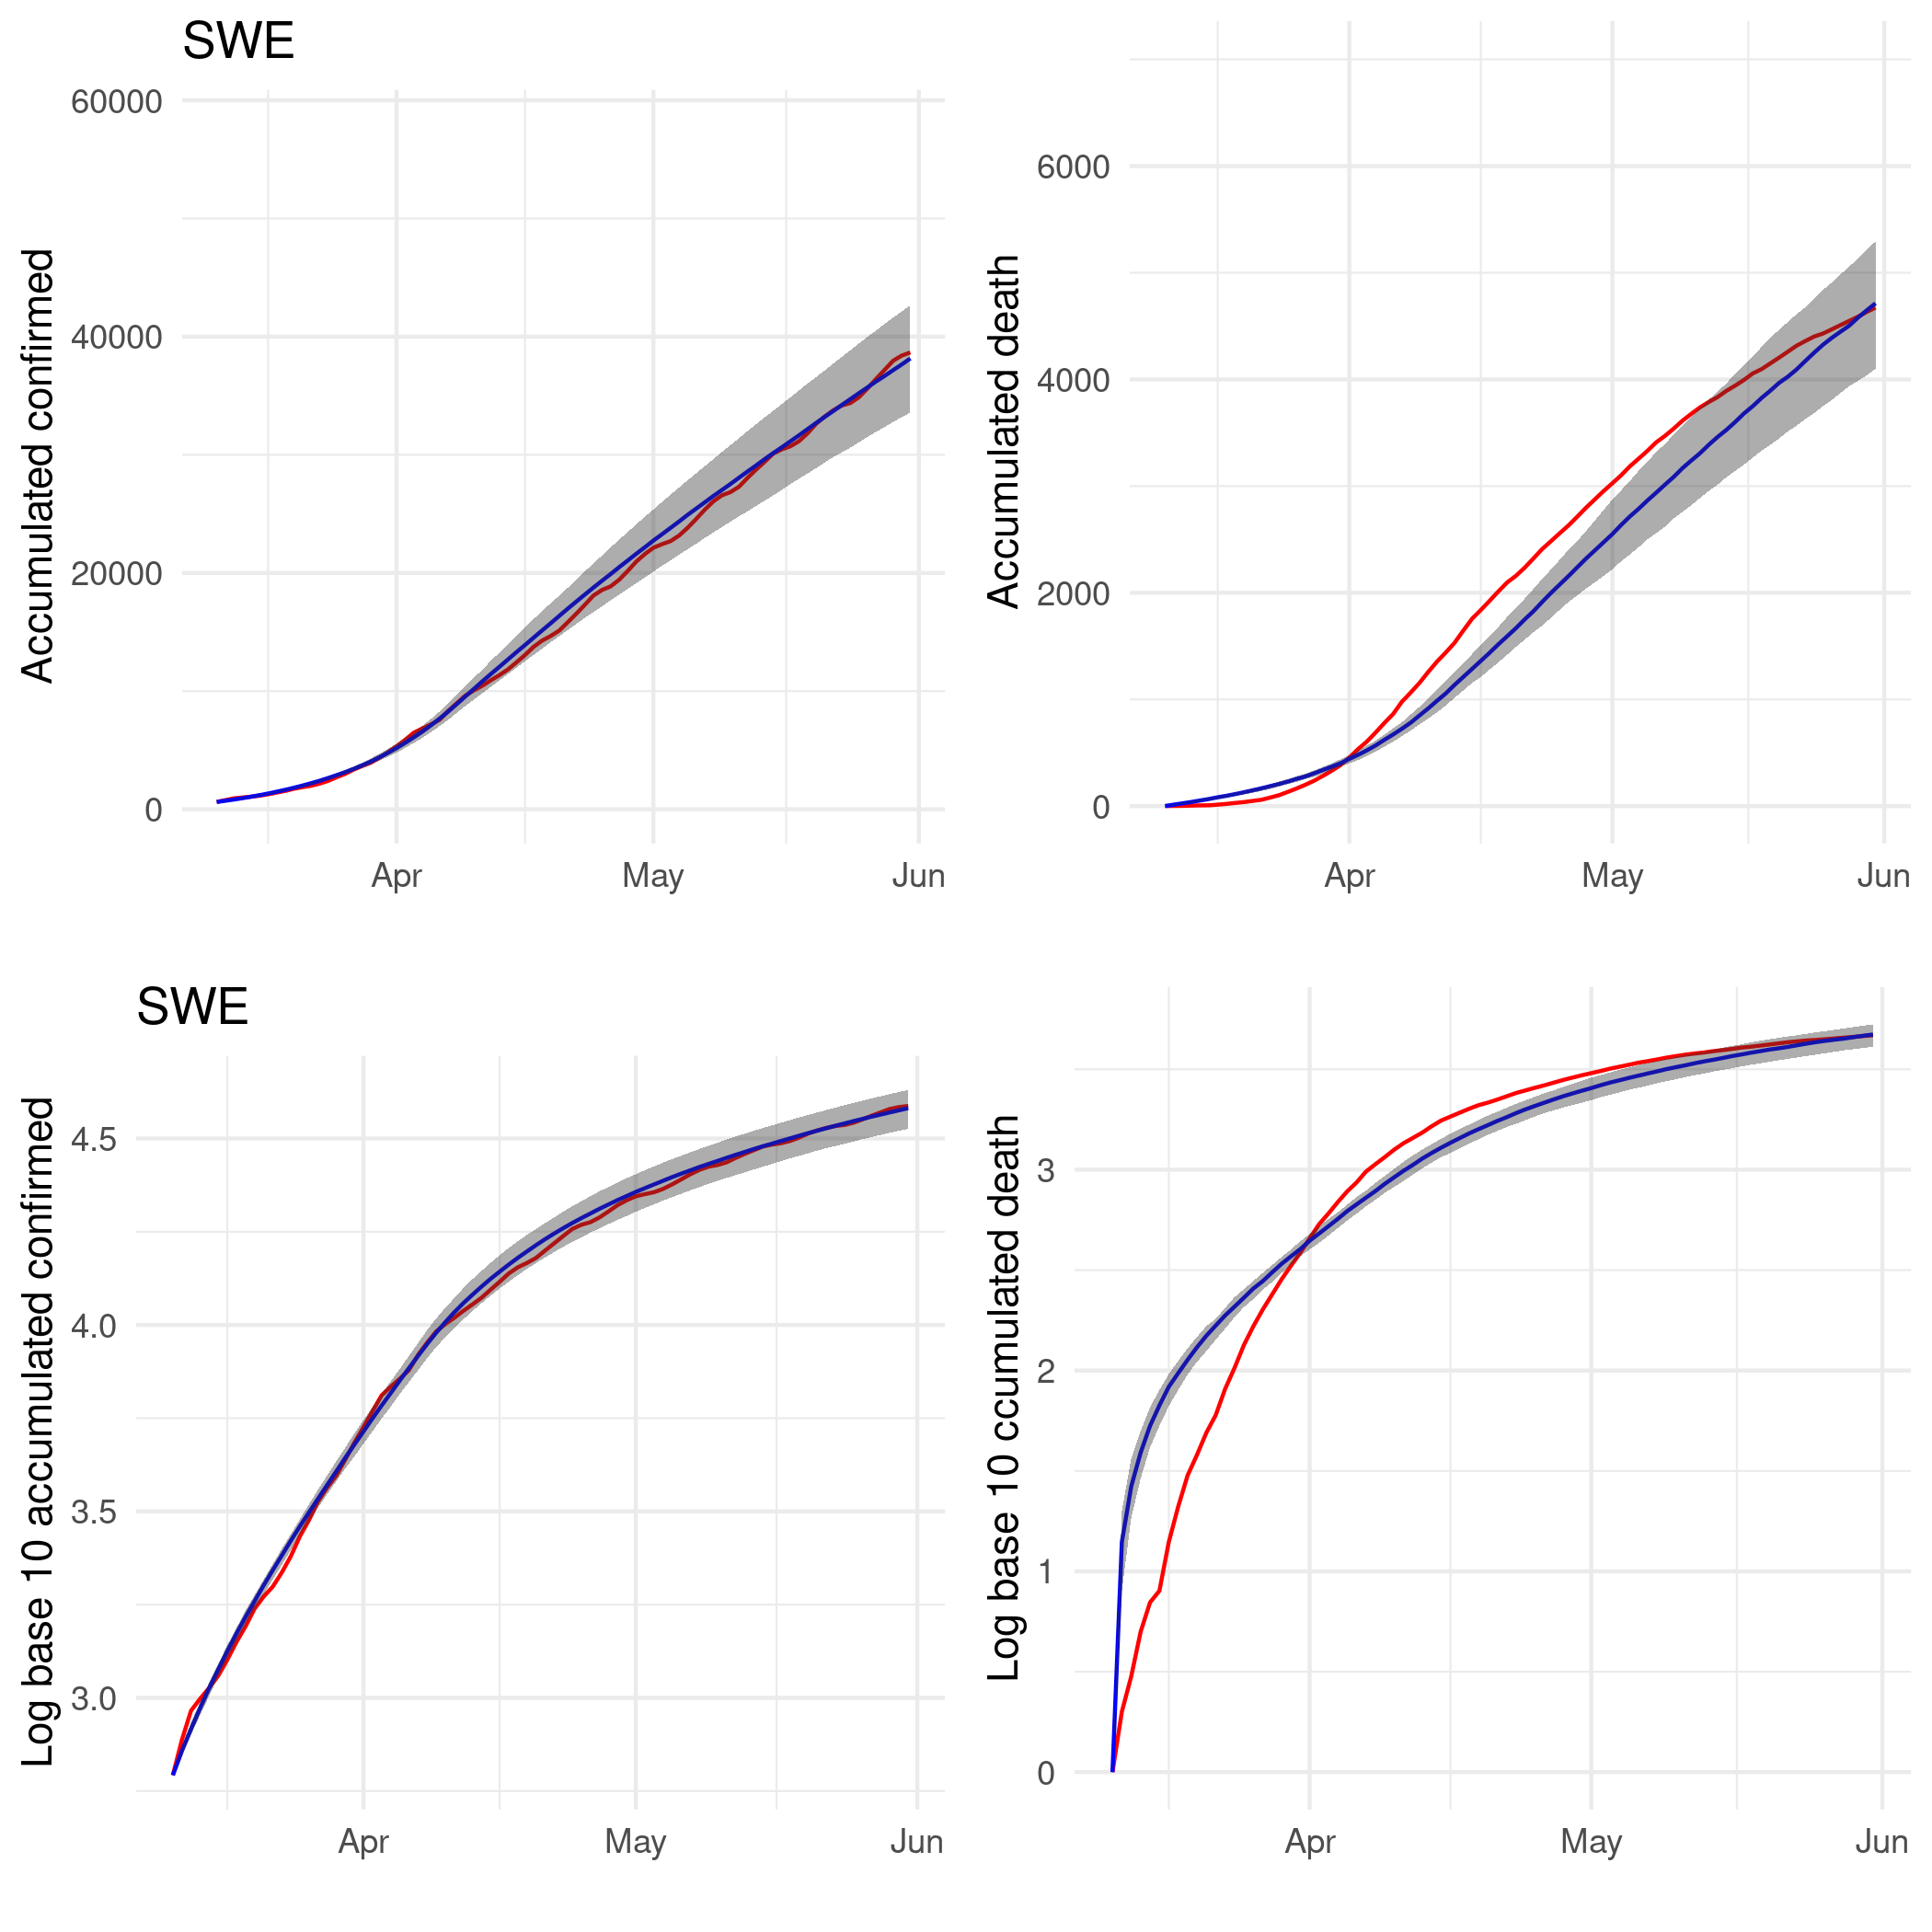 SWE
Accumulated confirmed
60000
40000
20000
0
Apr May Jun
Accumulated death
6000
4000
2000
0
Apr May Jun
SWE
Log base 10 accumulated confirmed
4.5
4.0
3.5
3.0
Apr May Jun
Log base 10 ccumulated death
3
2
1
0
Apr May Jun